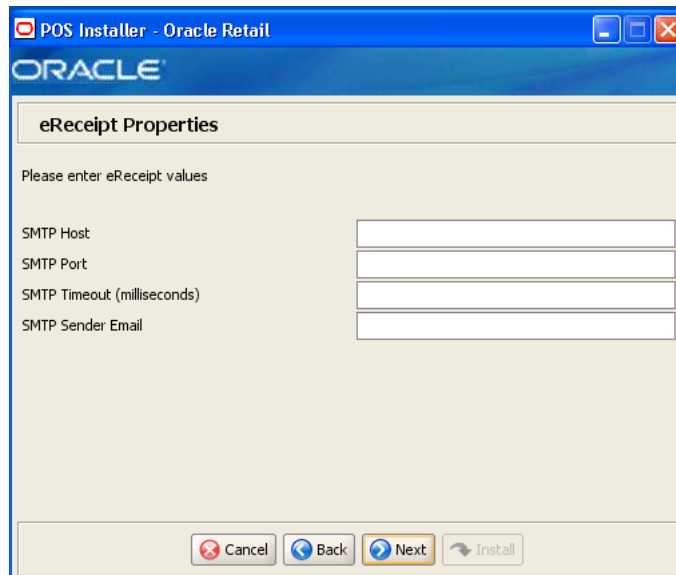 POS Installer - Oracle Retail
ORACLE
eReceipt Properties
Please enter eReceipt values
SMTP Host
SMTP Port
SMTP Timeout (milliseconds)
SMTP Sender Email
Cancel
Back
Next
Install